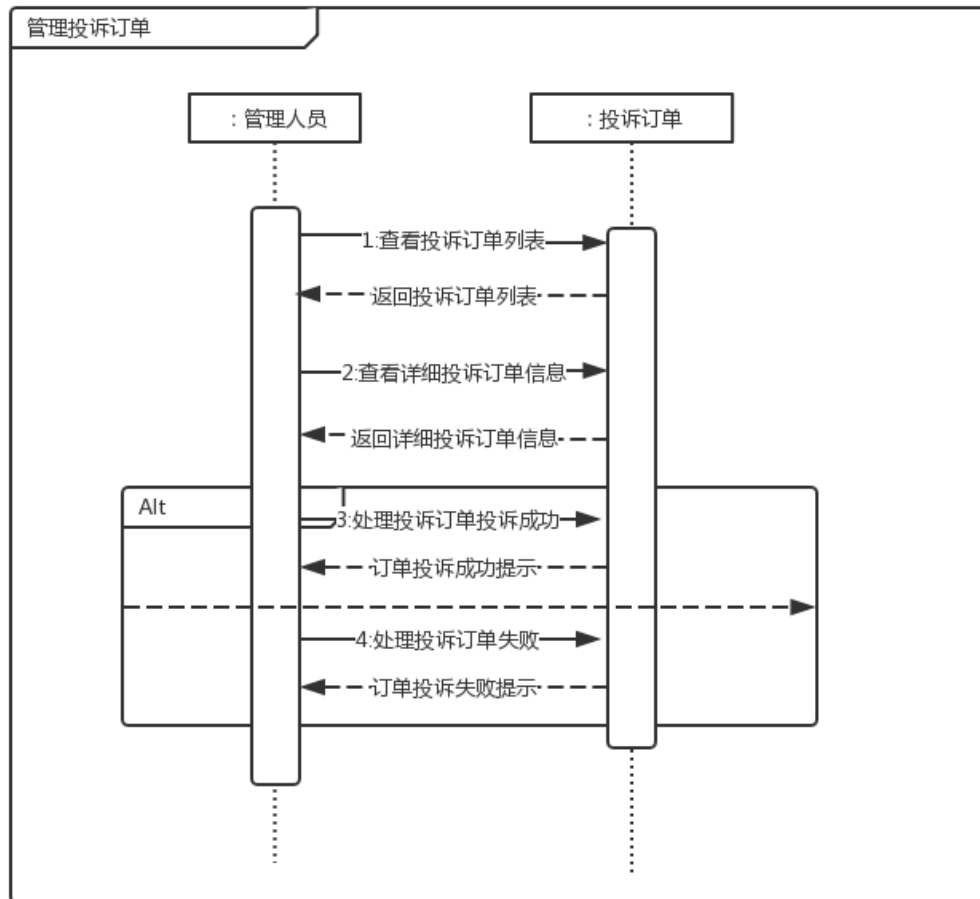 管理投诉订单
: 管理人员
: 投诉订单
1:查看投诉订单列表
返回投诉订单列表
2:查看详细投诉订单信息
返回详细投诉订单信息
Alt
3:处理投诉订单投诉成功
订单投诉成功提示
4:处理投诉订单失败
订单投诉失败提示